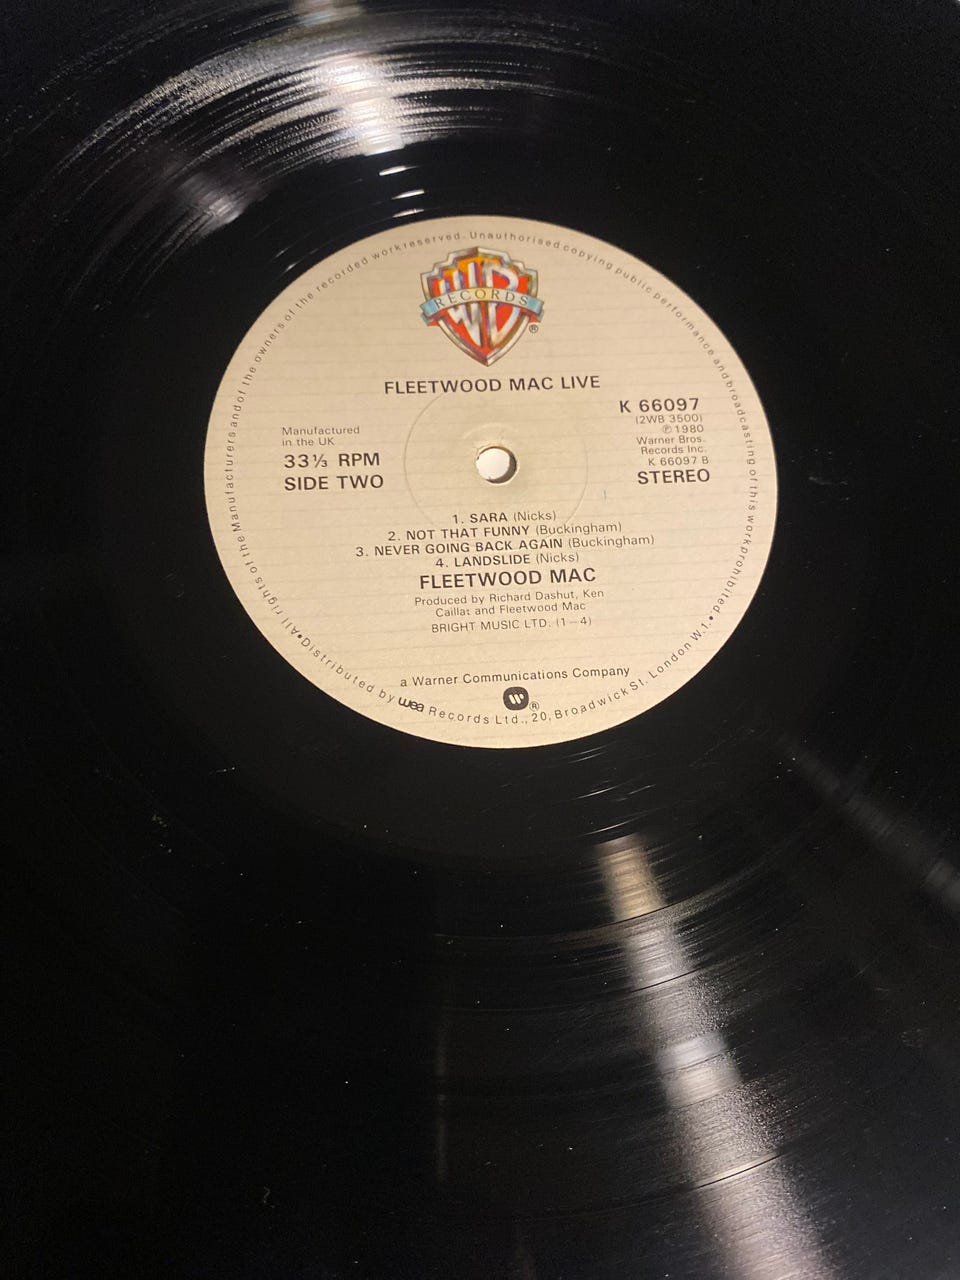 WB
RECORDS
®
FLEETWOOD MAC LIVE
K 66097
(2WB 3500)
℗ 1980
Warner Bros.
Records Inc.
K 66097 B
STEREO
Manufactured
in the UK
33⅓ RPM
SIDE TWO
1. SARA (Nicks)
2. NOT THAT FUNNY (Buckingham)
3. NEVER GOING BACK AGAIN (Buckingham)
4. LANDSLIDE (Nicks)
FLEETWOOD MAC
Produced by Richard Dashut, Ken
Caillat and Fleetwood Mac
BRIGHT MUSIC LTD. (1–4)
a Warner Communications Company
®
•All rights of the Manufacturers and of the owners of the recorded work reserved. Unauthorised copying public performance and broadcasting of this work prohibited.•
Distributed by wea Records Ltd., 20, Broadwick St. London W.1.